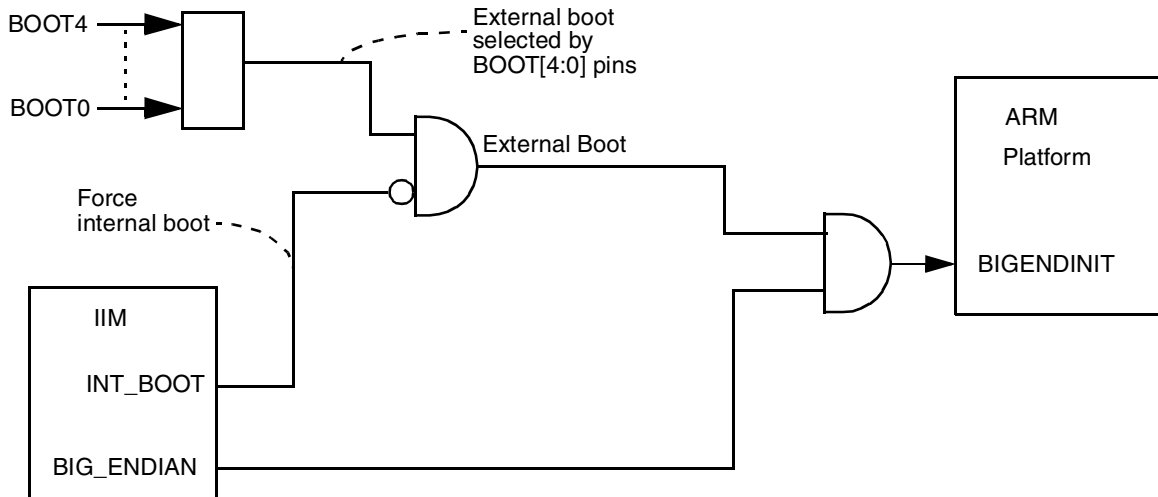 BOOT4
BOOT0
External boot
selected by
BOOT[4:0] pins
External Boot
ARM
Platform
BIGENDINIT
Force
internal boot
IIM
INT_BOOT
BIG_ENDIAN